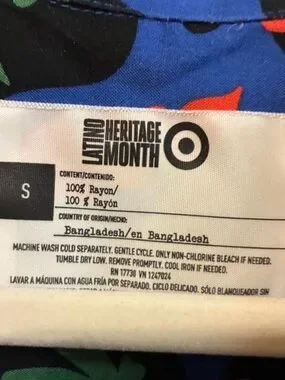 LATINO
HERITAGE
MONTH
S
CONTENT/CONTENIDO:
100% Rayon/
100 % Rayón
COUNTRY OF ORIGIN/HECHO:
Bangladesh/en Bangladesh
MACHINE WASH COLD SEPARATELY. GENTLE CYCLE. ONLY NON-CHLORINE BLEACH IF NEEDED.
TUMBLE DRY LOW. REMOVE PROMPTLY. COOL IRON IF NEEDED.
RN 17730 VN 1247024
LAVAR A MÁQUINA CON AGUA FRÍA POR SEPARADO. CICLO DELICADO. SÓLO BLANQUEADOR SIN